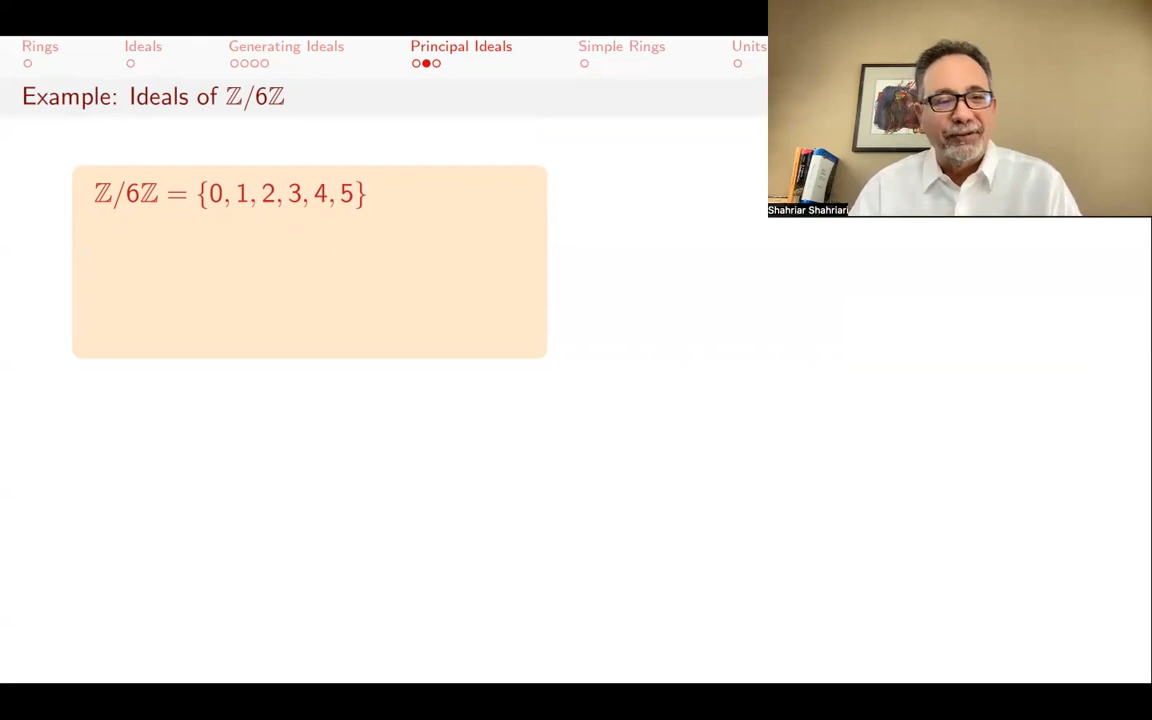 Rings Ideals Generating Ideals Principal Ideals Simple Rings Units
Example: Ideals of ℤ/6ℤ
ℤ/6ℤ = {0, 1, 2, 3, 4, 5}
Shahriar Shahriari